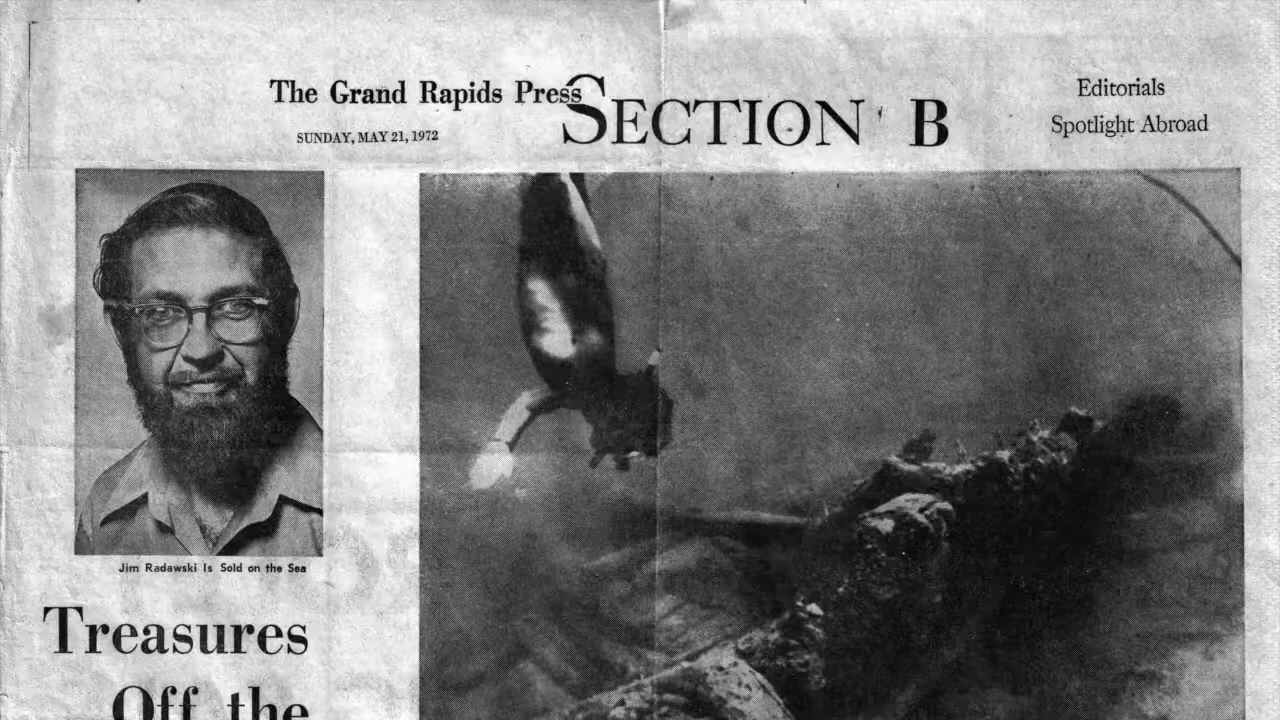 The Grand Rapids Press
SECTION B
Editorials
SUNDAY, MAY 21, 1972
Spotlight Abroad
Jim Radawski Is Sold on the Sea
Treasures
Off the